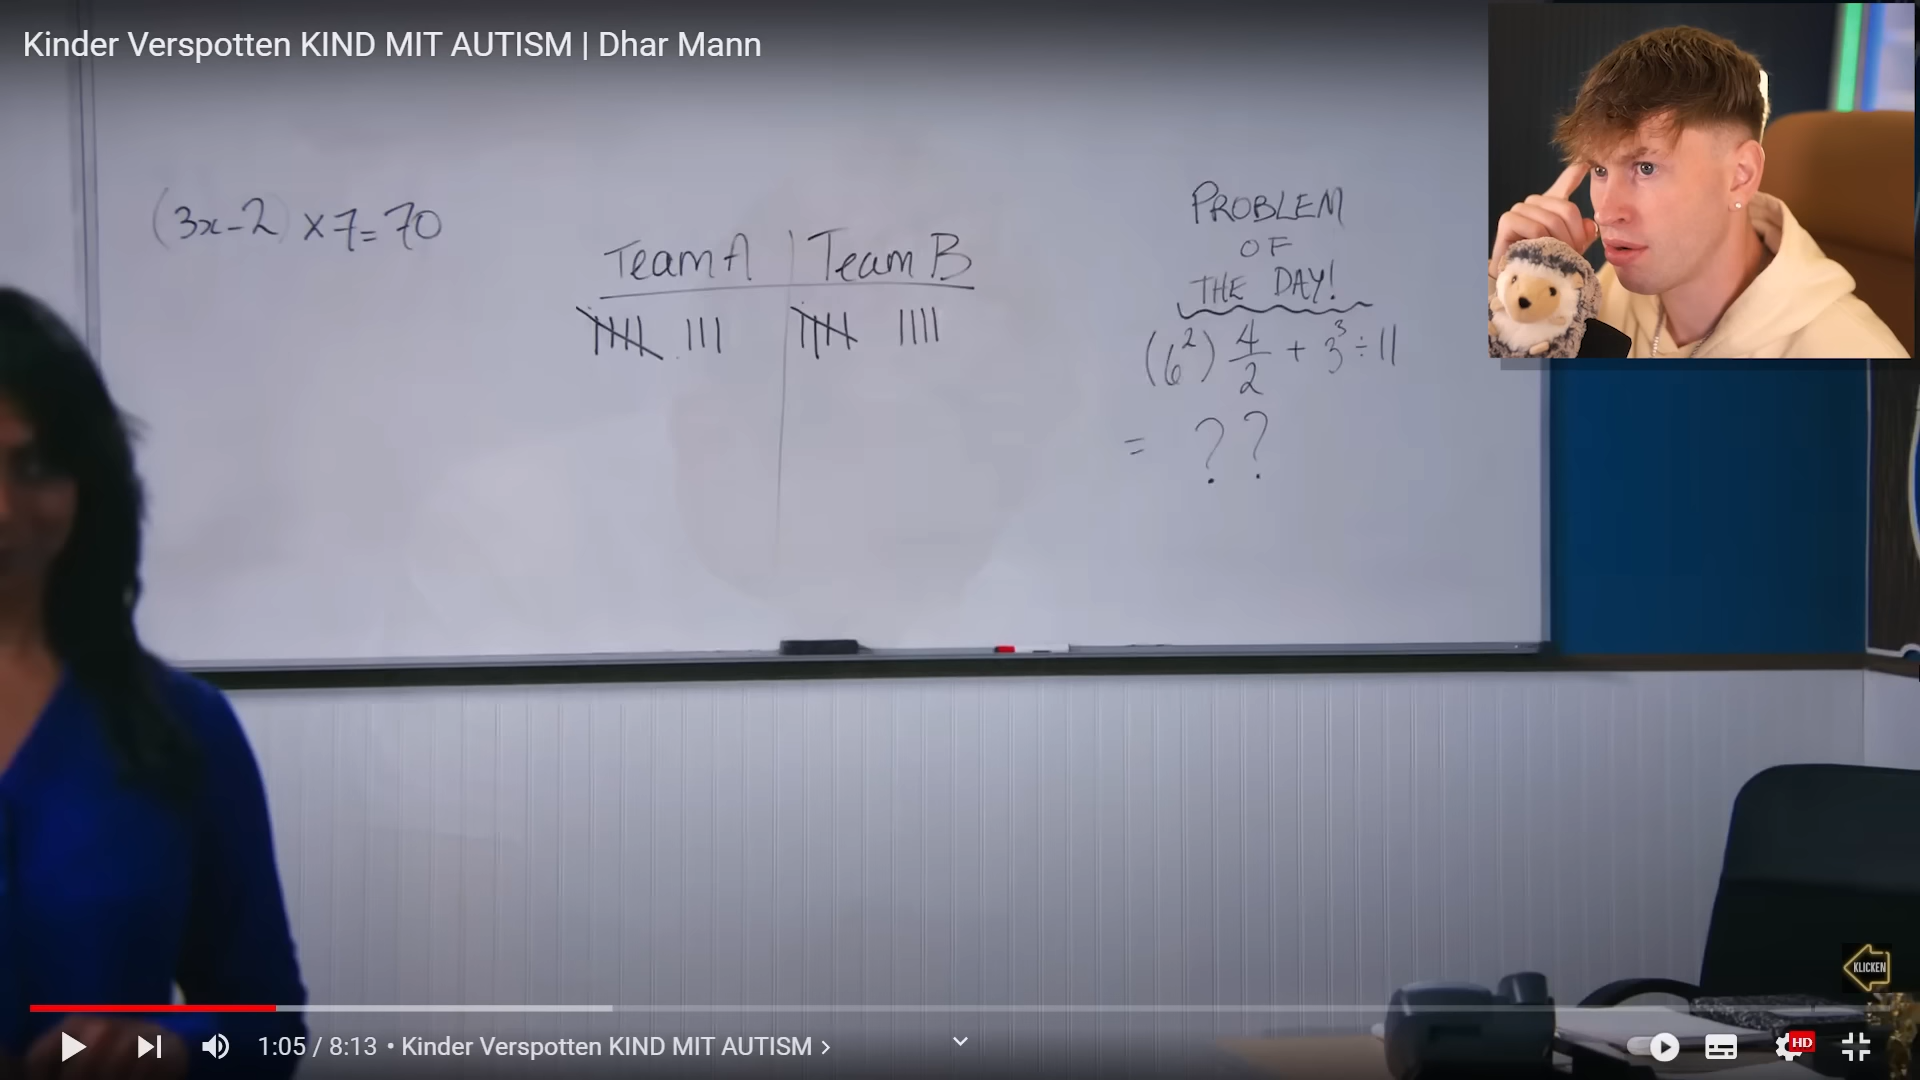 Kinder Verspotten KIND MIT AUTISM | Dhar Mann
(3x-2) x 7 = 70
Team A | Team B
PROBLEM
OF
THE DAY!
(6²) 4/2 + 3³ ÷ 11
= ??
KLICKEN
1:05 / 8:13 • Kinder Verspotten KIND MIT AUTISM >
HD